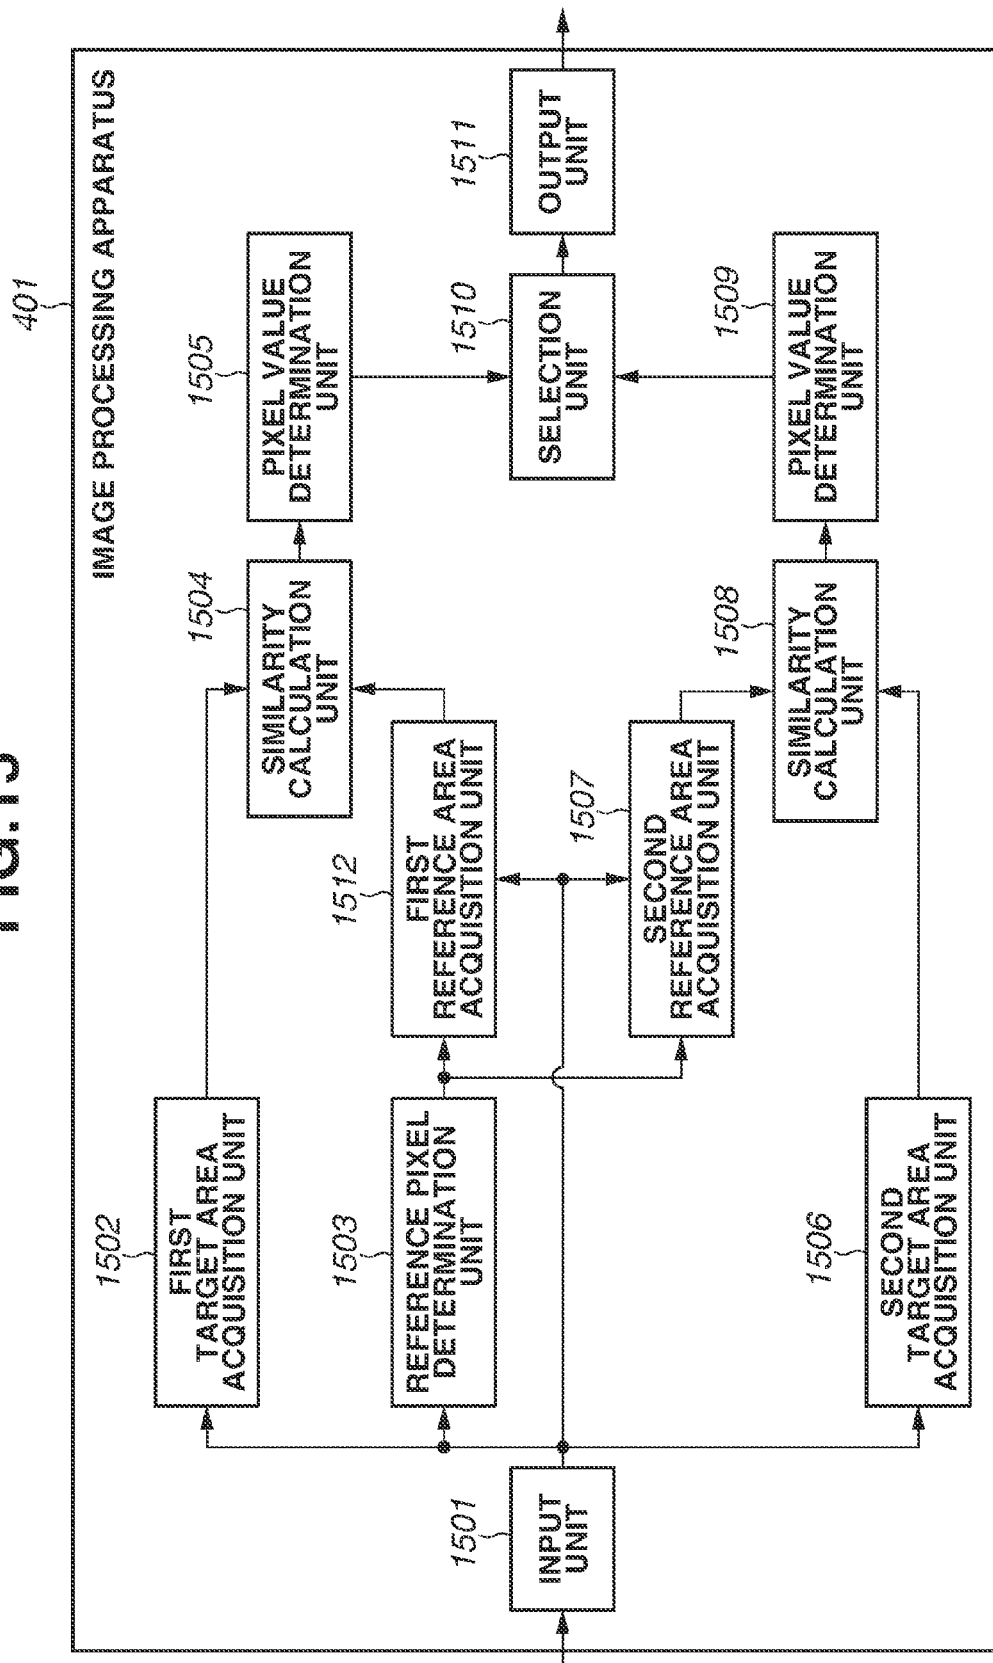 401
IMAGE PROCESSING APPARATUS
1502
FIRST
TARGET AREA
ACQUISITION UNIT
1504
SIMILARITY
CALCULATION
UNIT
1505
PIXEL VALUE
DETERMINATION
UNIT
1503
REFERENCE PIXEL
DETERMINATION
UNIT
1512
FIRST
REFERENCE AREA
ACQUISITION UNIT
1501
INPUT
UNIT
1510
SELECTION
UNIT
1511
OUTPUT
UNIT
1507
SECOND
REFERENCE AREA
ACQUISITION UNIT
1506
SECOND
TARGET AREA
ACQUISITION UNIT
1508
SIMILARITY
CALCULATION
UNIT
1509
PIXEL VALUE
DETERMINATION
UNIT